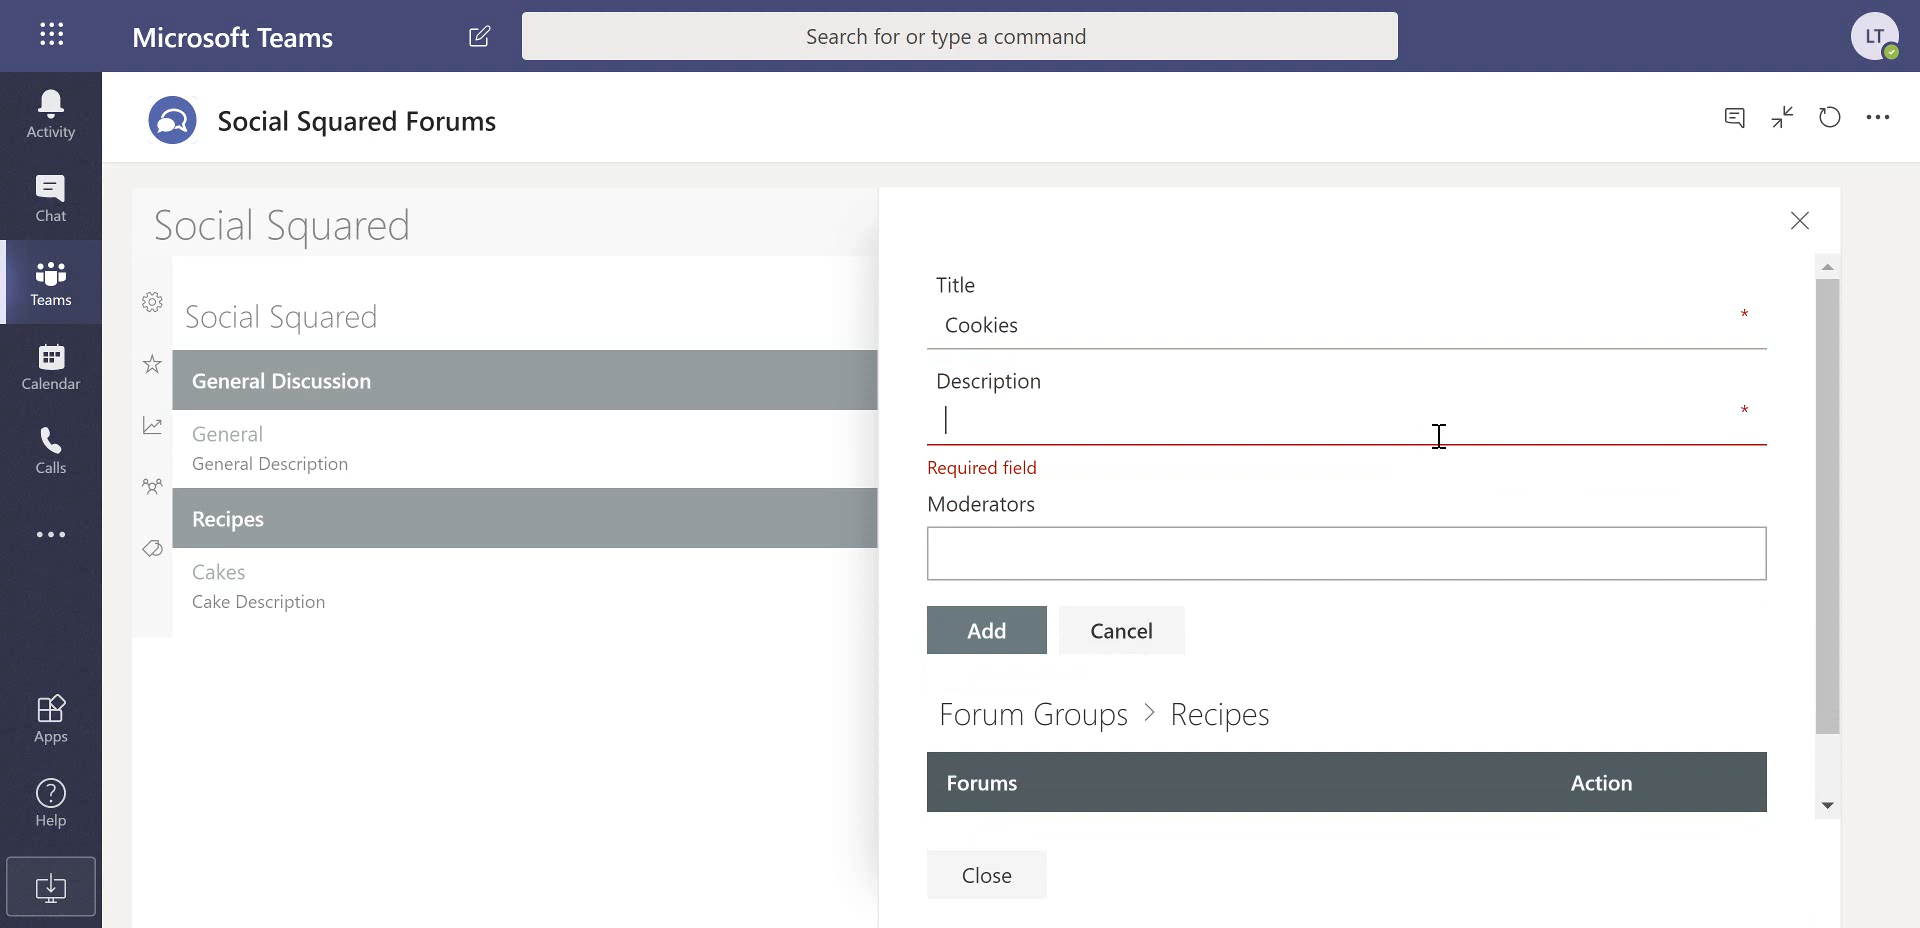 Microsoft Teams
Search for or type a command
LT
Activity
Chat
Teams
Calendar
Calls
Apps
Help
Social Squared Forums
Social Squared
Social Squared
General Discussion
General
General Description
Recipes
Cakes
Cake Description
Title
Cookies *
Description
*
Required field
Moderators
Add Cancel
Forum Groups > Recipes
Forums Action
Close